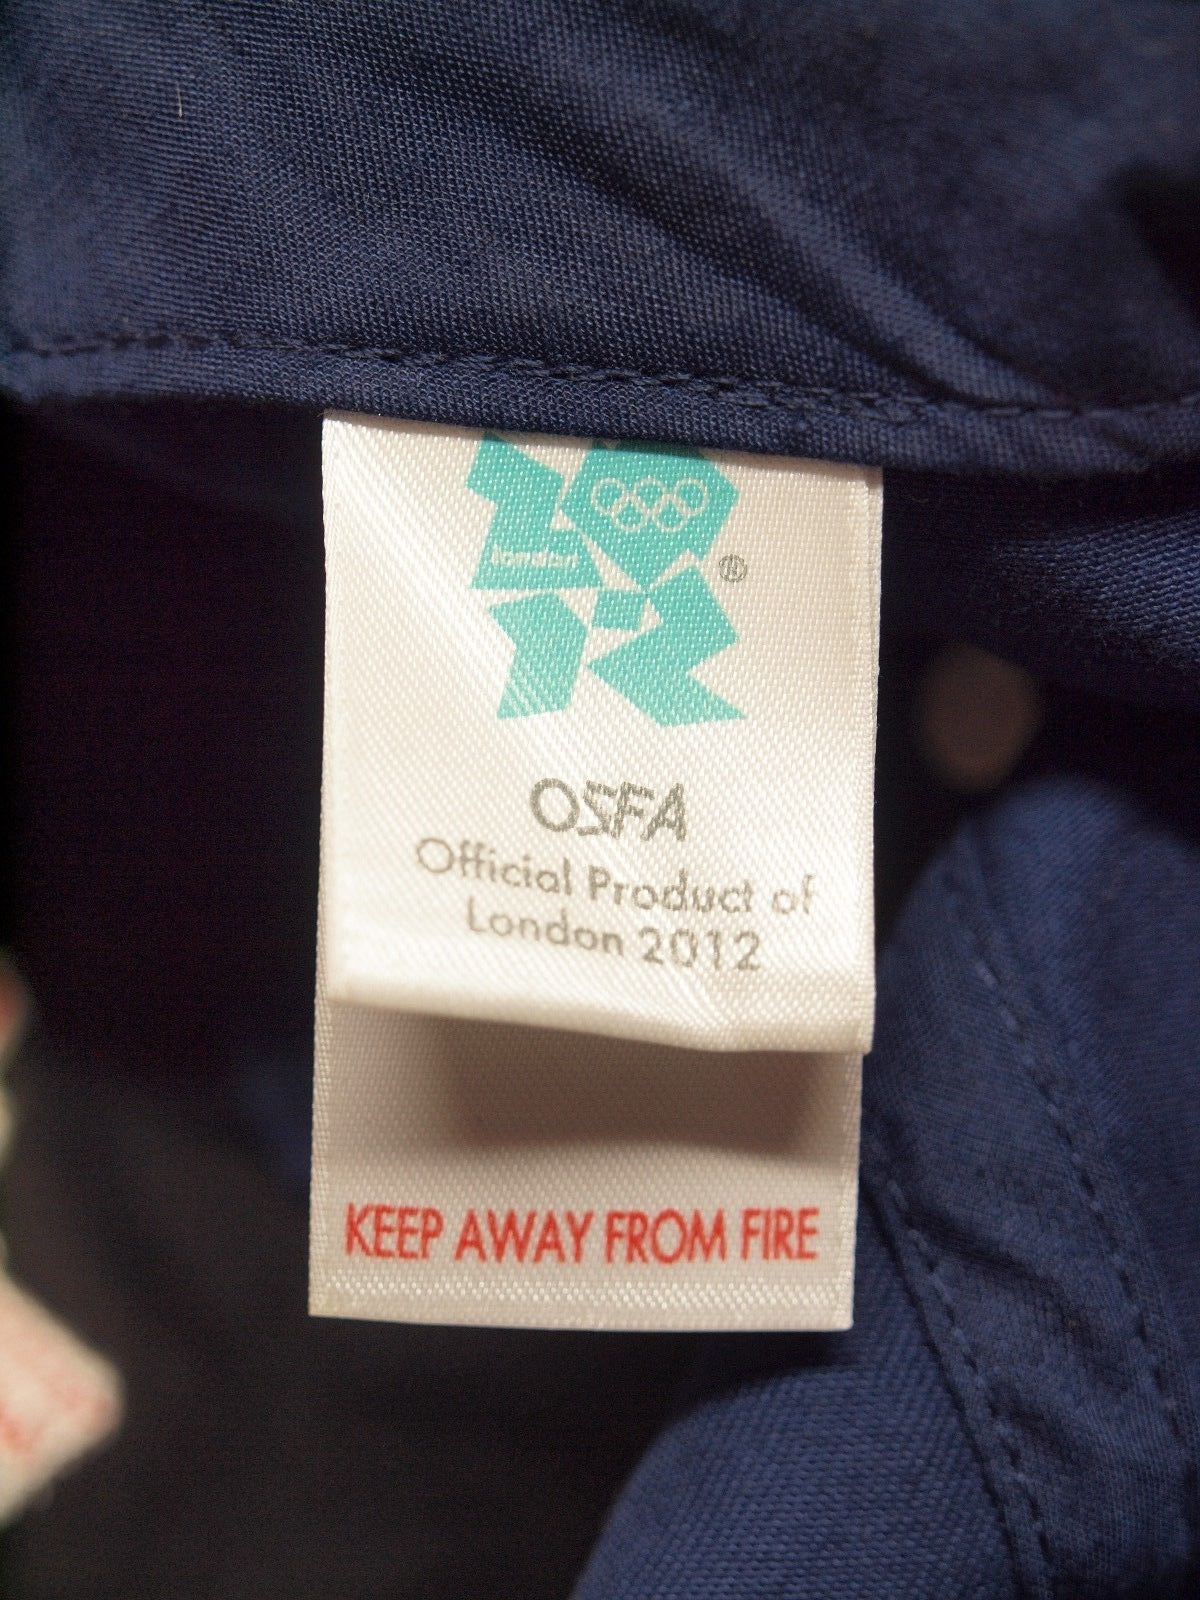 London
®
OSFA
Official Product of
London 2012
KEEP AWAY FROM FIRE